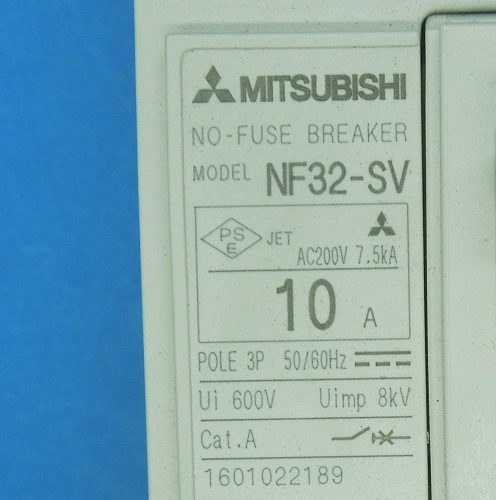 MITSUBISHI
NO-FUSE BREAKER
MODEL NF32-SV
PS
E
JET
AC200V 7.5kA
10 A
POLE 3P 50/60Hz
Ui 600V Uimp 8kV
Cat.A
1601022189